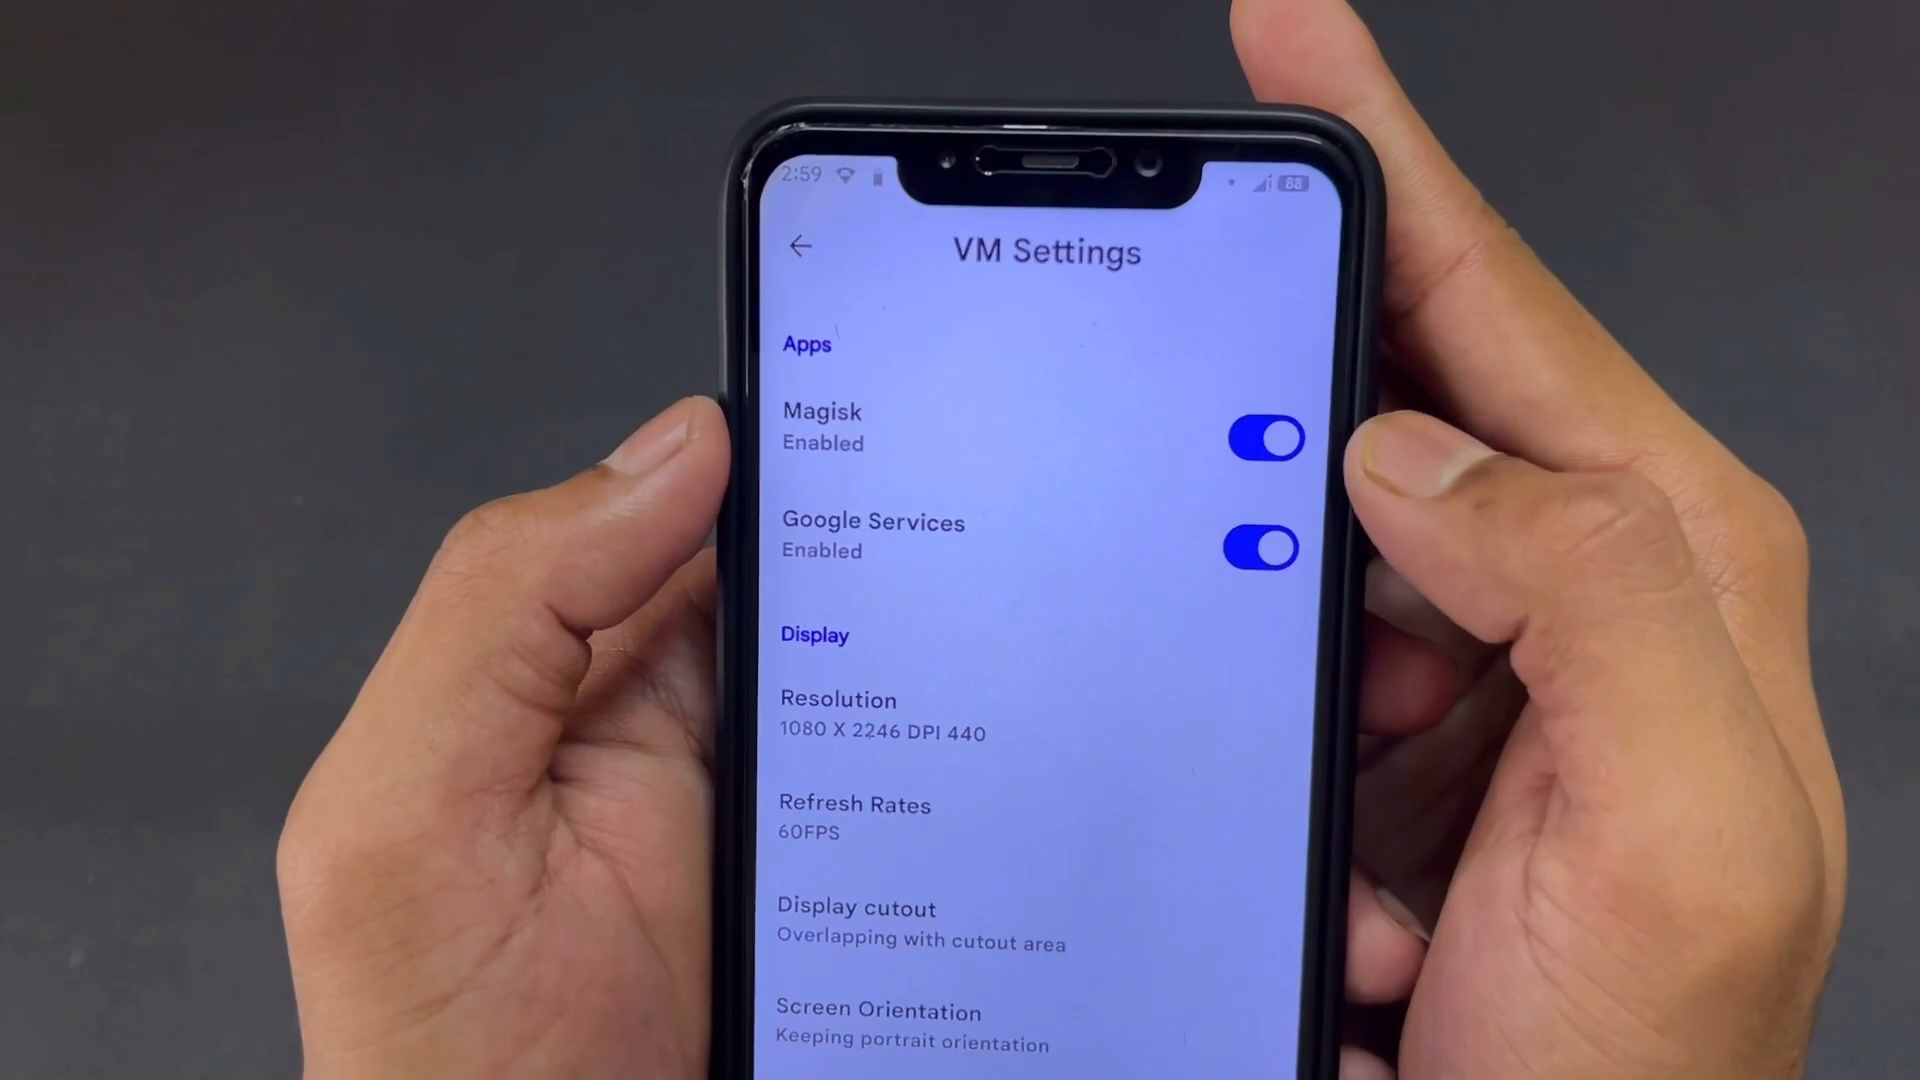 2:59 88
VM Settings
Apps
Magisk
Enabled
Google Services
Enabled
Display
Resolution
1080 X 2246 DPI 440
Refresh Rates
60FPS
Display cutout
Overlapping with cutout area
Screen Orientation
Keeping portrait orientation